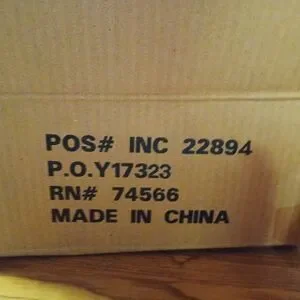 POS# INC 22894
P.O.Y17323
RN# 74566
MADE IN CHINA